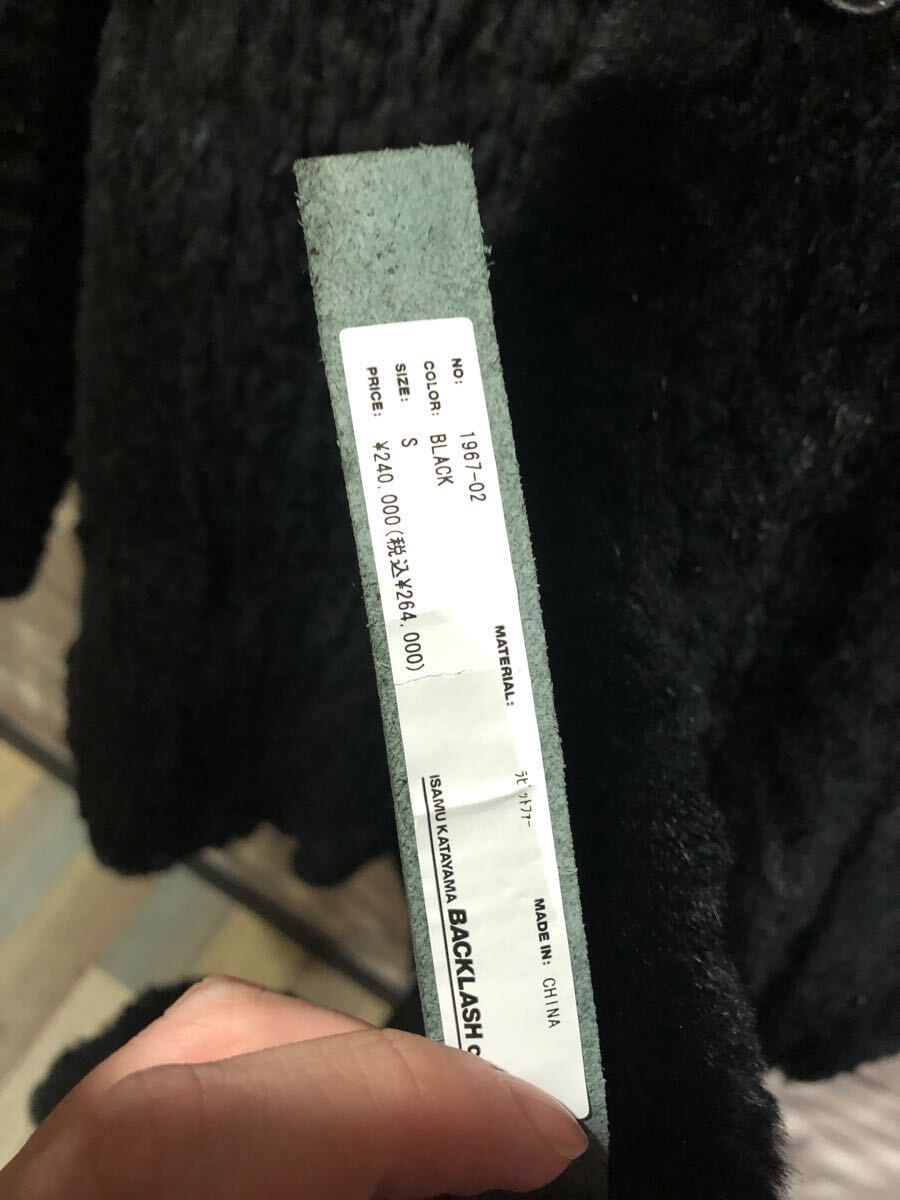 NO: 1967-02
COLOR: BLACK
SIZE: S
PRICE: ¥240,000(税込¥264,000)
MATERIAL:
ﾗﾋﾞｯﾄﾌｧｰ
MADE IN: CHINA
ISAMU KATAYAMA BACKLASH